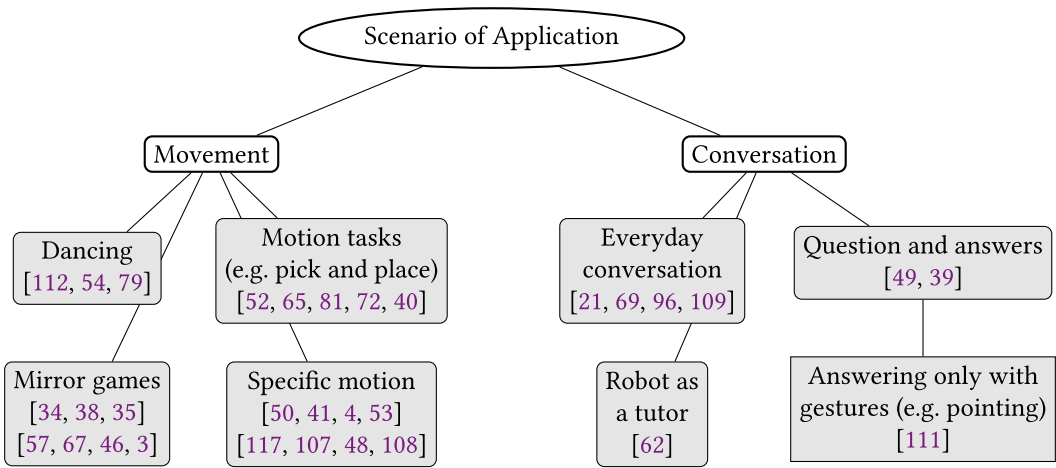 Scenario of Application
Movement
Conversation
Dancing
[112, 54, 79]
Motion tasks
(e.g. pick and place)
[52, 65, 81, 72, 40]
Everyday
conversation
[21, 69, 96, 109]
Question and answers
[49, 39]
Mirror games
[34, 38, 35]
[57, 67, 46, 3]
Specific motion
[50, 41, 4, 53]
[117, 107, 48, 108]
Robot as
a tutor
[62]
Answering only with
gestures (e.g. pointing)
[111]